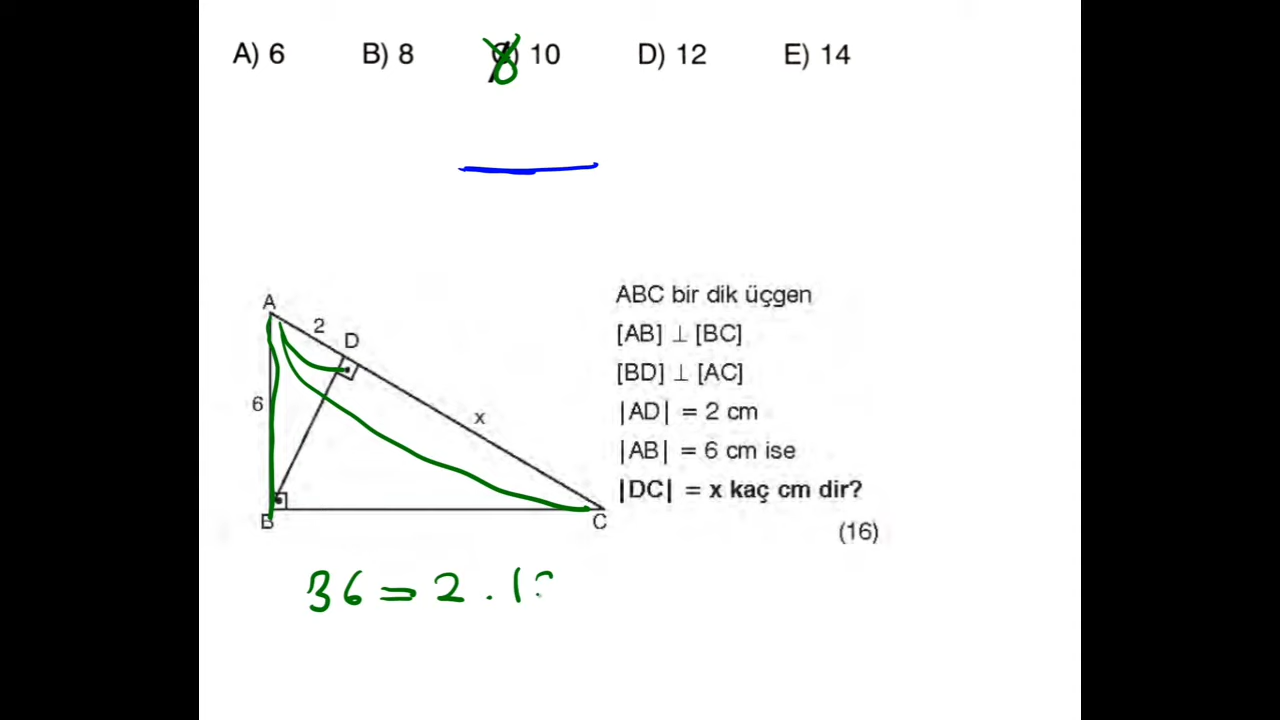 A) 6 B) 8 10 D) 12 E) 14
A
2
D
6
x
B
C
ABC bir dik üçgen
[AB] ⊥ [BC]
[BD] ⊥ [AC]
|AD| = 2 cm
|AB| = 6 cm ise
|DC| = x kaç cm dir?
(16)
36 = 2 . 1